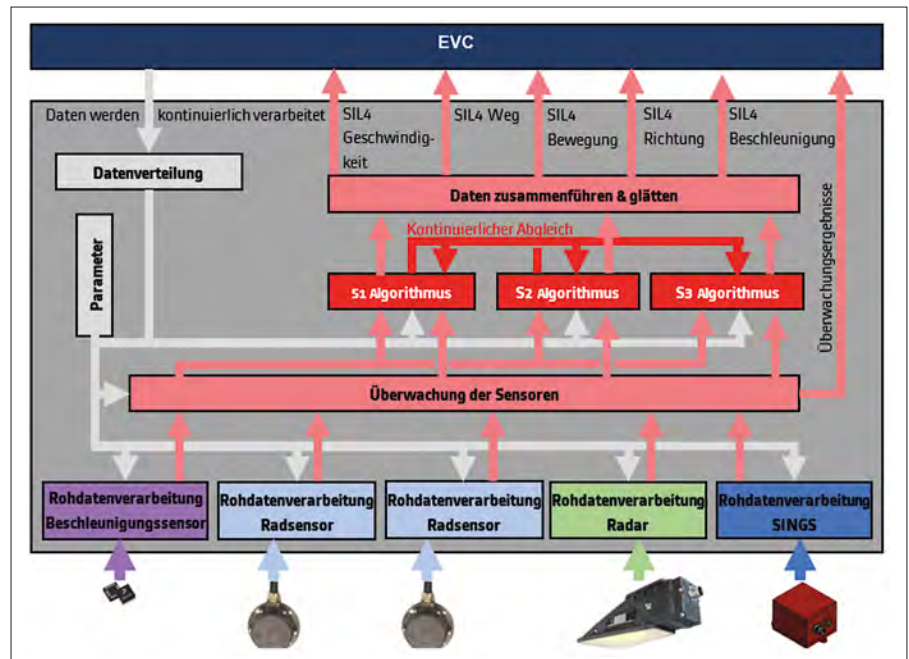 EVC
Daten werden kontinuierlich verarbeitet
SIL4
Geschwindig-
keit
SIL4 Weg
SIL4
Bewegung
SIL4
Richtung
SIL4
Beschleunigung
Datenverteilung
Daten zusammenführen & glätten
Kontinuierlicher Abgleich
Parameter
S1 Algorithmus
S2 Algorithmus
S3 Algorithmus
Überwachungsergebnisse
Überwachung der Sensoren
Rohdatenverarbeitung
Beschleunigungssensor
Rohdatenverarbeitung
Radsensor
Rohdatenverarbeitung
Radsensor
Rohdatenverarbeitung
Radar
Rohdatenverarbeitung
SINGS